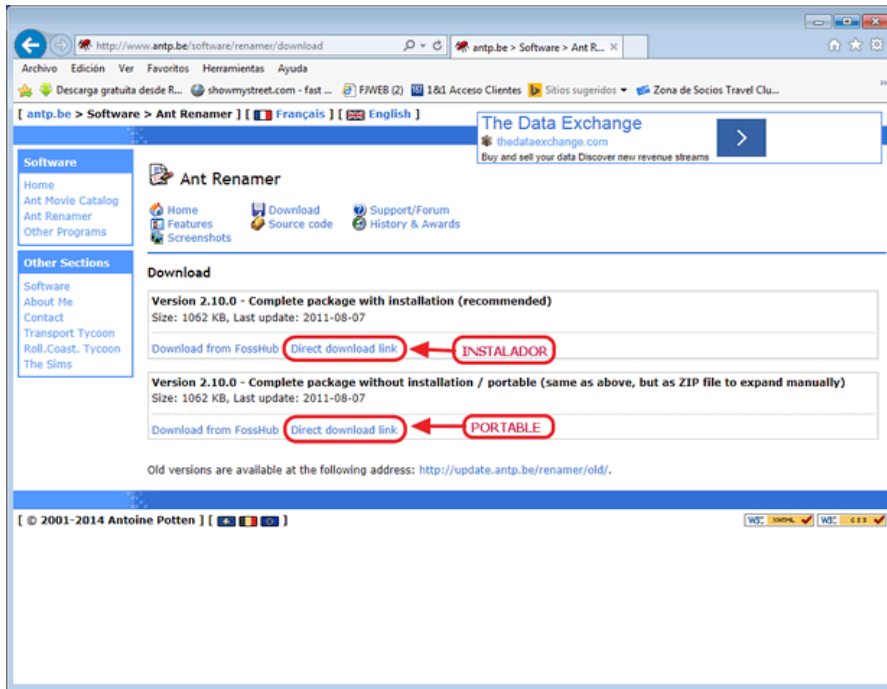 http://www.antp.be/software/renamer/download
antp.be > Software > Ant R...
Archivo Edición Ver Favoritos Herramientas Ayuda
Descarga gratuita desde R... showmystreet.com - fast ... FJWEB (2) 1&1 Acceso Clientes Sitios sugeridos Zona de Socios Travel Clu...
[ antp.be > Software > Ant Renamer ] [ Français ] [ English ]
The Data Exchange
thedataexchange.com
Buy and sell your data Discover new revenue streams
Software
Home
Ant Movie Catalog
Ant Renamer
Other Programs
Other Sections
Software
About Me
Contact
Transport Tycoon
Roll.Coast. Tycoon
The Sims
Ant Renamer
Home Download Support/Forum
Features Source code History & Awards
Screenshots
Download
Version 2.10.0 - Complete package with installation (recommended)
Size: 1062 KB, Last update: 2011-08-07
Download from FossHub Direct download link INSTALADOR
Version 2.10.0 - Complete package without installation / portable (same as above, but as ZIP file to expand manually)
Size: 1062 KB, Last update: 2011-08-07
Download from FossHub Direct download link PORTABLE
Old versions are available at the following address: http://update.antp.be/renamer/old/.
[ © 2001-2014 Antoine Potten ] [ ]
W3C XHTML W3C CSS